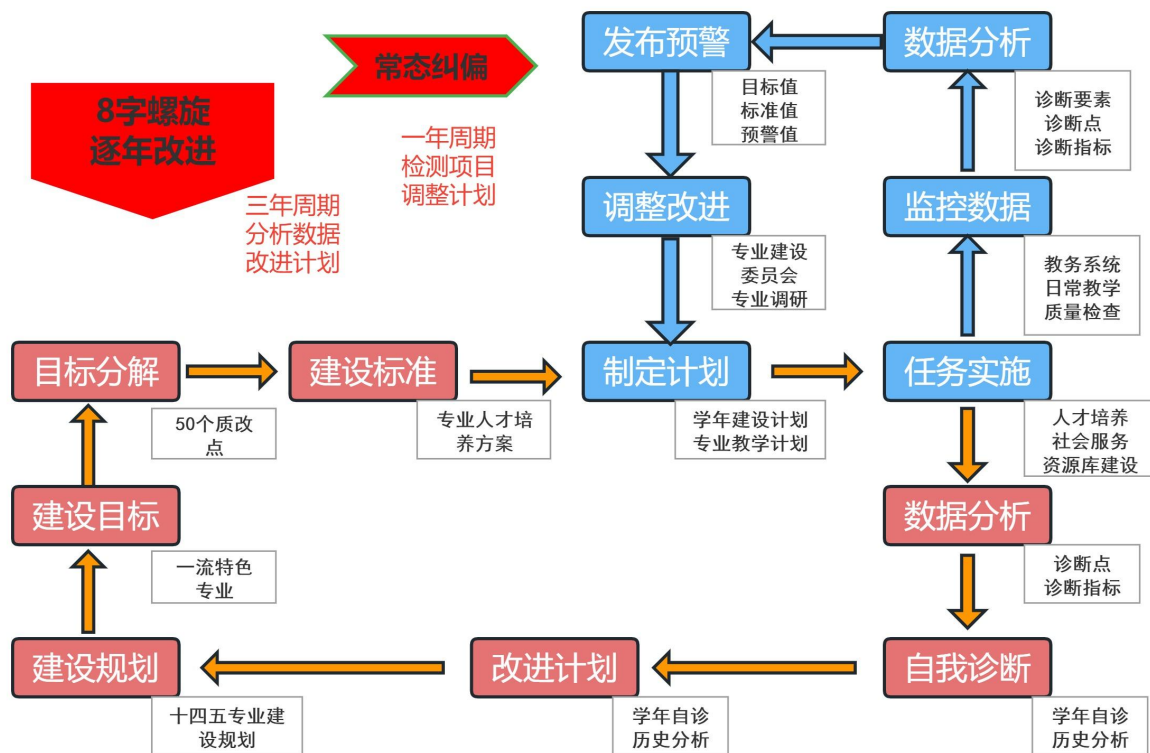 8字螺旋
逐年改进
三年周期
分析数据
改进计划
常态纠偏
一年周期
检测项目
调整计划
发布预警
目标值
标准值
预警值
数据分析
诊断要素
诊断点
诊断指标
调整改进
专业建设
委员会
专业调研
监控数据
教务系统
日常教学
质量检查
目标分解
50个质改
点
建设标准
专业人才培
养方案
制定计划
学年建设计划
专业教学计划
任务实施
人才培养
社会服务
资源库建设
建设目标
一流特色
专业
数据分析
诊断点
诊断指标
建设规划
十四五专业建
设规划
改进计划
学年自诊
历史分析
自我诊断
学年自诊
历史分析